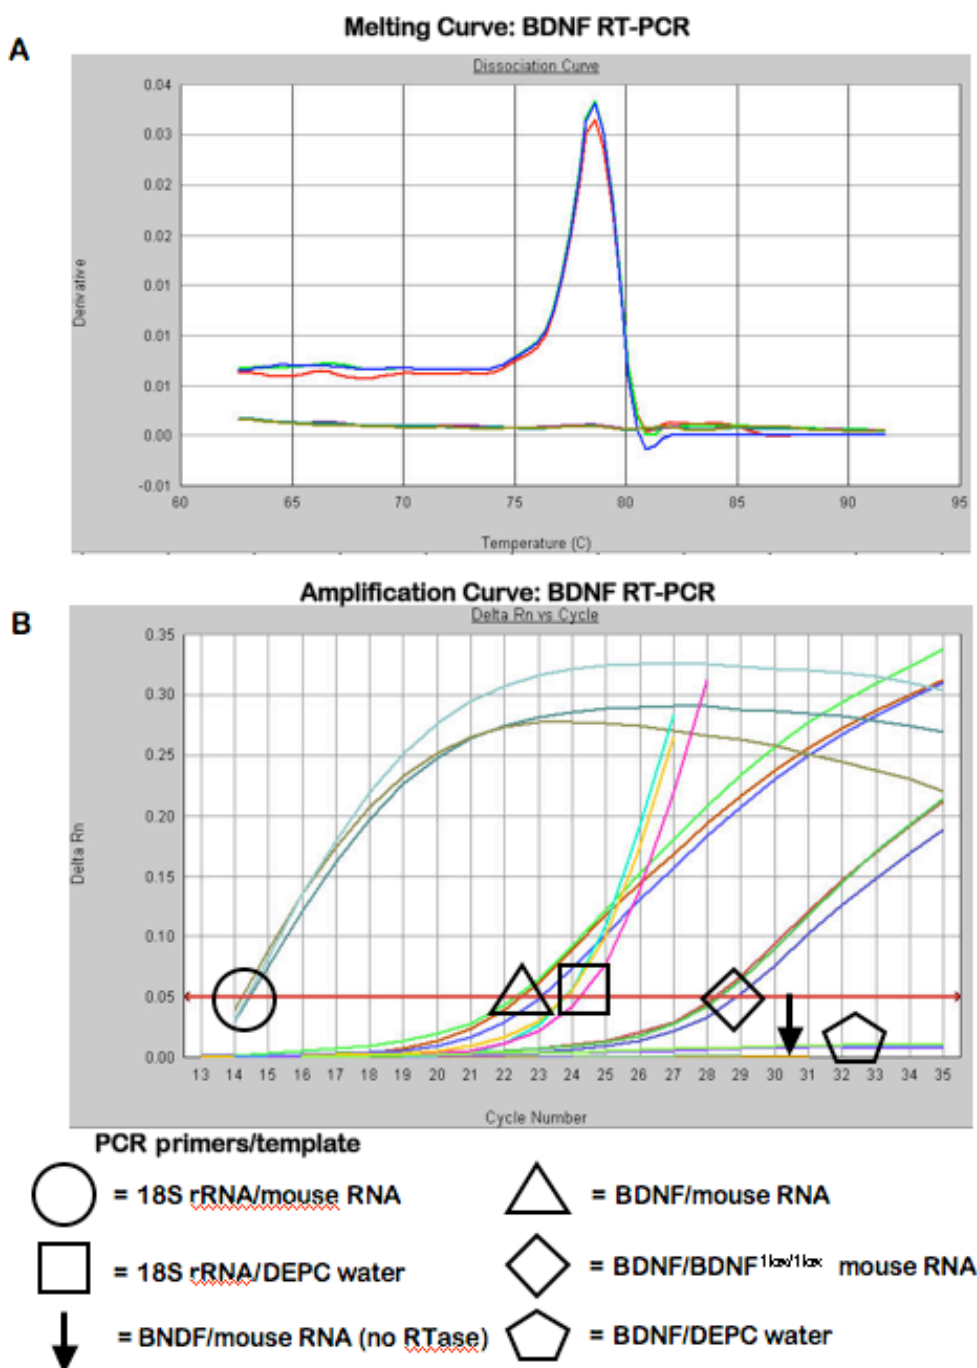 A
Melting Curve: BDNF RT-PCR
Dissociation Curve
0.04
0.03
0.02
0.01
0.01
0.01
0.00
-0.01
Derivative
60 65 70 75 80 85 90 95
Temperature (C)
B
Amplification Curve: BDNF RT-PCR
Delta Rn vs Cycle
0.35
0.30
0.25
0.20
0.15
0.10
0.05
0.00
Delta Rn
13 14 15 16 17 18 19 20 21 22 23 24 25 26 27 28 29 30 31 32 33 34 35
Cycle Number
PCR primers/template
= 18S rRNA/mouse RNA
= BDNF/mouse RNA
= 18S rRNA/DEPC water
= BDNF/BDNF1lox/1lox mouse RNA
= BNDF/mouse RNA (no RTase)
= BDNF/DEPC water